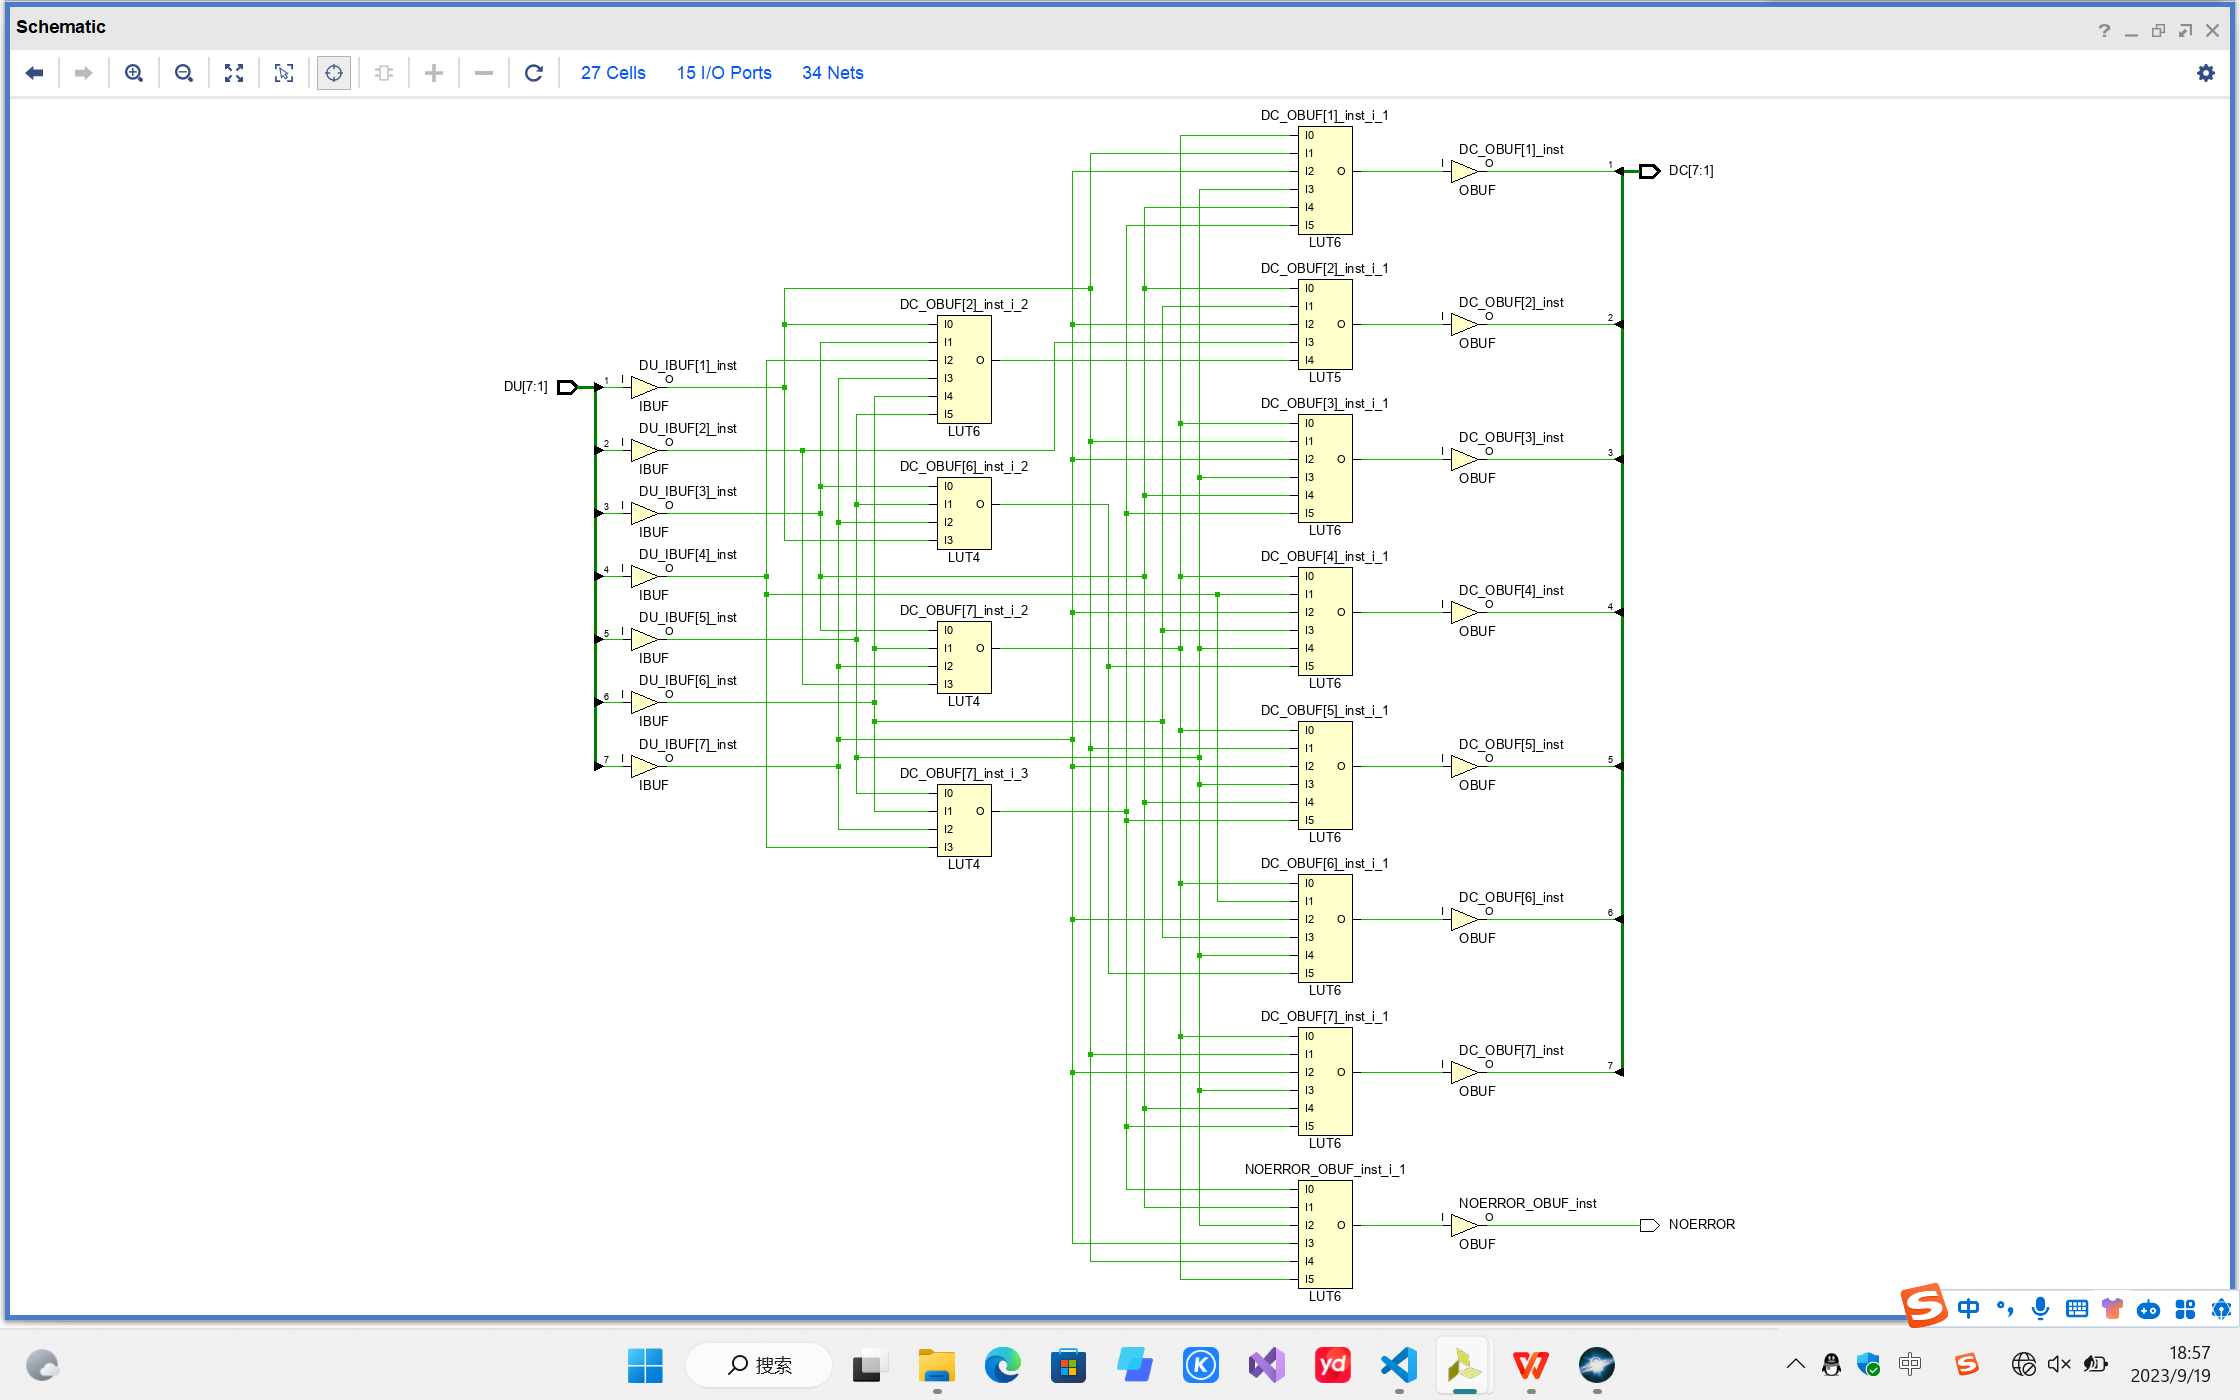 Schematic
27 Cells 15 I/O Ports 34 Nets
DU[7:1]
1 I DU_IBUF[1]_inst O IBUF
2 I DU_IBUF[2]_inst O IBUF
3 I DU_IBUF[3]_inst O IBUF
4 I DU_IBUF[4]_inst O IBUF
5 I DU_IBUF[5]_inst O IBUF
6 I DU_IBUF[6]_inst O IBUF
7 I DU_IBUF[7]_inst O IBUF
DC_OBUF[2]_inst_i_2
I0
I1
I2 O
I3
I4
I5
LUT6
DC_OBUF[6]_inst_i_2
I0
I1 O
I2
I3
LUT4
DC_OBUF[7]_inst_i_2
I0
I1 O
I2
I3
LUT4
DC_OBUF[7]_inst_i_3
I0
I1 O
I2
I3
LUT4
DC_OBUF[1]_inst_i_1
I0
I1
I2 O
I3
I4
I5
LUT6
DC_OBUF[2]_inst_i_1
I0
I1
I2 O
I3
I4
LUT5
DC_OBUF[3]_inst_i_1
I0
I1
I2 O
I3
I4
I5
LUT6
DC_OBUF[4]_inst_i_1
I0
I1
I2 O
I3
I4
I5
LUT6
DC_OBUF[5]_inst_i_1
I0
I1
I2 O
I3
I4
I5
LUT6
DC_OBUF[6]_inst_i_1
I0
I1
I2 O
I3
I4
I5
LUT6
DC_OBUF[7]_inst_i_1
I0
I1
I2 O
I3
I4
I5
LUT6
NOERROR_OBUF_inst_i_1
I0
I1
I2 O
I3
I4
I5
LUT6
DC_OBUF[1]_inst
I O 1
OBUF
DC[7:1]
DC_OBUF[2]_inst
I O 2
OBUF
DC_OBUF[3]_inst
I O 3
OBUF
DC_OBUF[4]_inst
I O 4
OBUF
DC_OBUF[5]_inst
I O 5
OBUF
DC_OBUF[6]_inst
I O 6
OBUF
DC_OBUF[7]_inst
I O 7
OBUF
NOERROR_OBUF_inst
I O
OBUF
NOERROR
中
搜索
yd
中
18:57
2023/9/19